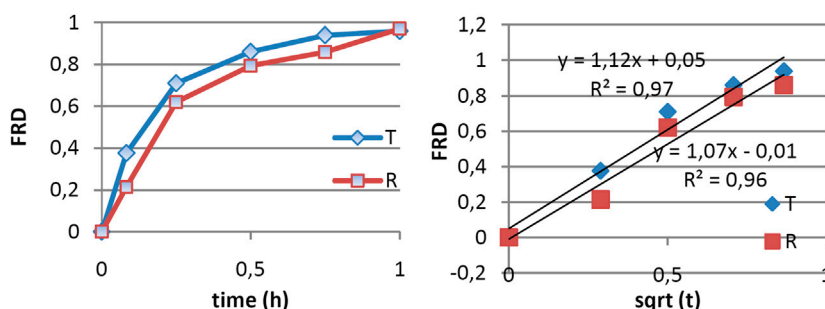 1
0,8
0,6
0,4
0,2
0
FRD
0
0,5
1
time (h)
T
R
1,2
1
0,8
0,6
0,4
0,2
0
-0,2
FRD
y = 1,12x + 0,05
R² = 0,97
y = 1,07x - 0,01
R² = 0,96
T
R
0
0,5
1
sqrt (t)